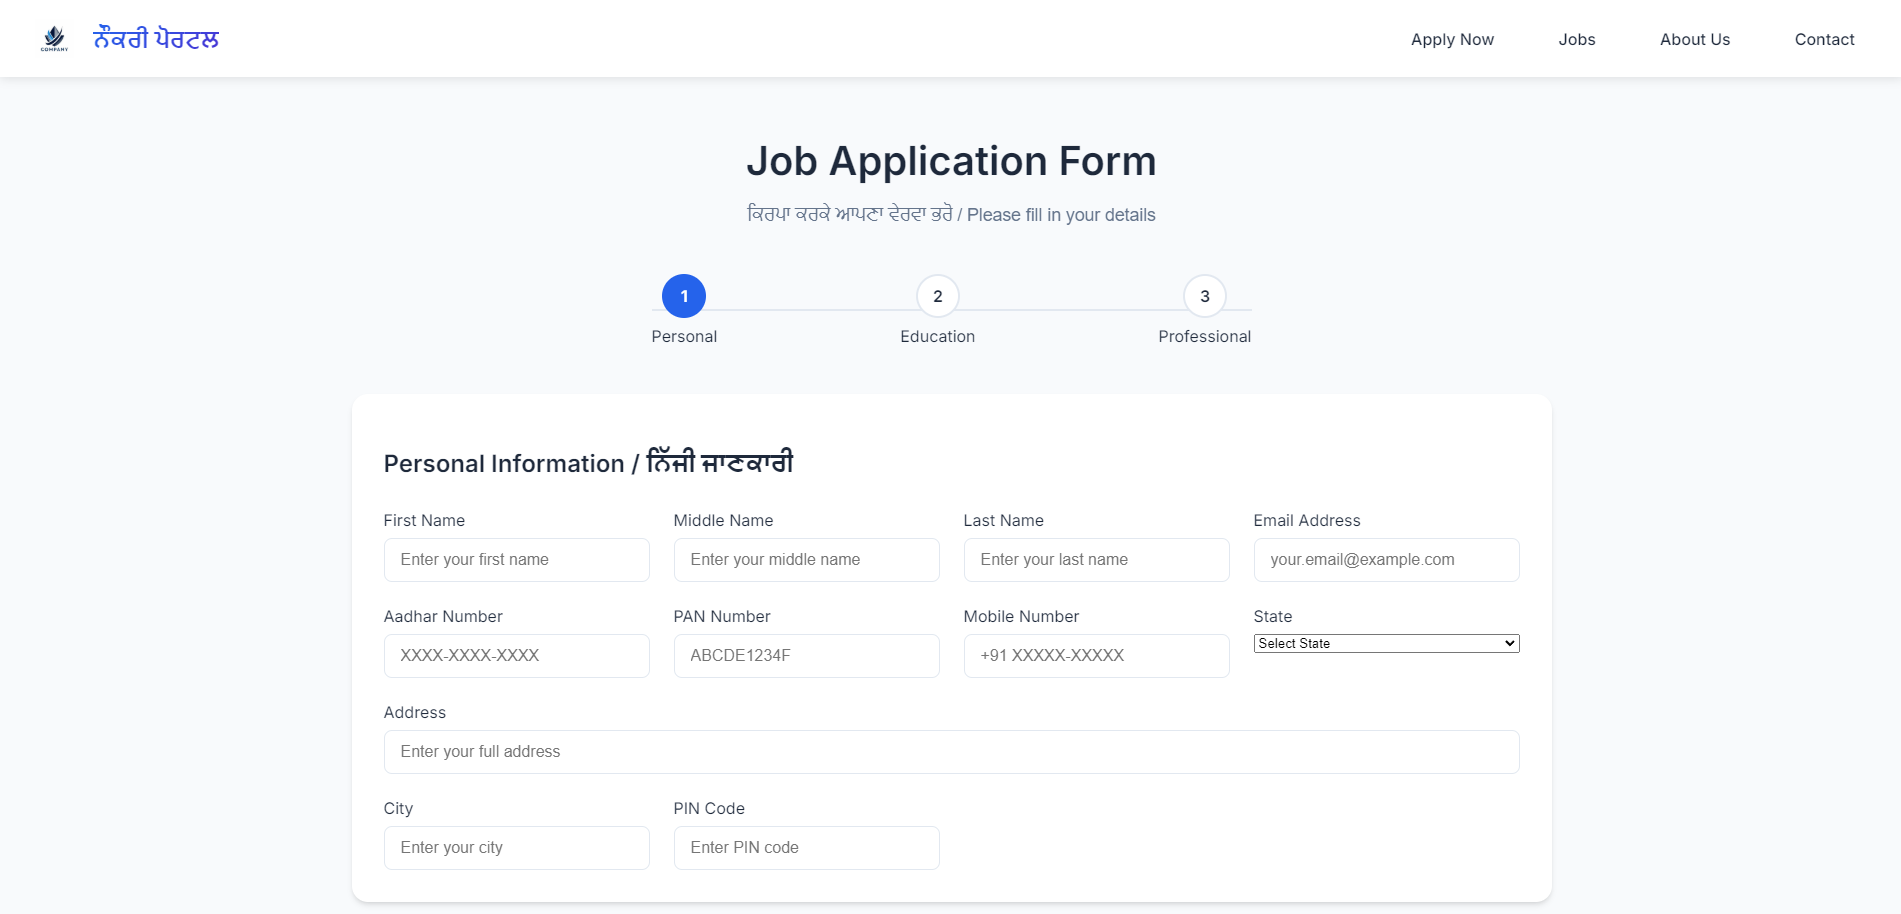 COMPANY
ਨੌਕਰੀ ਪੋਰਟਲ
Apply Now
Jobs
About Us
Contact
Job Application Form
ਕਿਰਪਾ ਕਰਕੇ ਆਪਣਾ ਵੇਰਵਾ ਭਰੋ / Please fill in your details
1
2
3
Personal
Education
Professional
Personal Information / ਨਿੱਜੀ ਜਾਣਕਾਰੀ
First Name
Middle Name
Last Name
Email Address
Enter your first name
Enter your middle name
Enter your last name
your.email@example.com
Aadhar Number
PAN Number
Mobile Number
State
XXXX-XXXX-XXXX
ABCDE1234F
+91 XXXXX-XXXXX
Select State
Address
Enter your full address
City
PIN Code
Enter your city
Enter PIN code